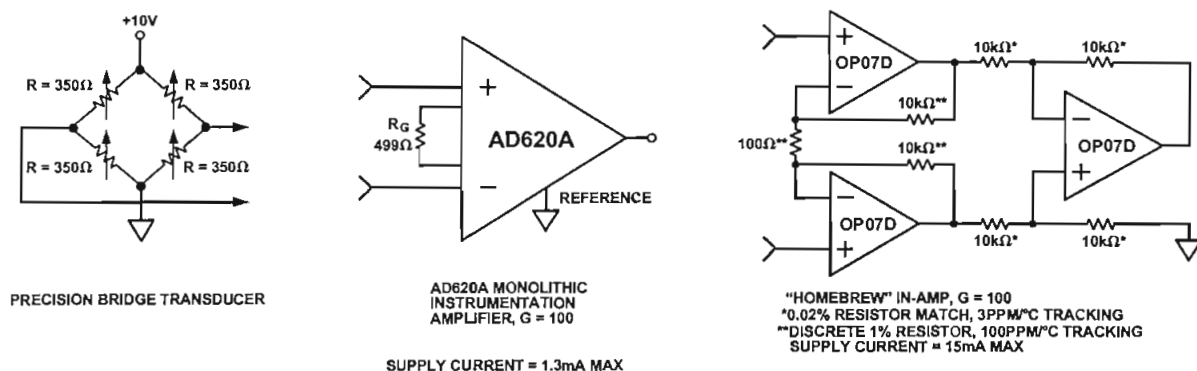 +10V
R = 350Ω
R = 350Ω
R = 350Ω
R = 350Ω
PRECISION BRIDGE TRANSDUCER
+
RG
499Ω
AD620A
−
REFERENCE
AD620A MONOLITHIC
INSTRUMENTATION
AMPLIFIER, G = 100
SUPPLY CURRENT = 1.3mA MAX
+
OP07D
−
10kΩ*
10kΩ*
10kΩ**
100Ω**
10kΩ**
−
OP07D
+
−
OP07D
+
10kΩ*
10kΩ*
"HOMEBREW" IN-AMP, G = 100
*0.02% RESISTOR MATCH, 3PPM/°C TRACKING
**DISCRETE 1% RESISTOR, 100PPM/°C TRACKING
SUPPLY CURRENT = 15mA MAX